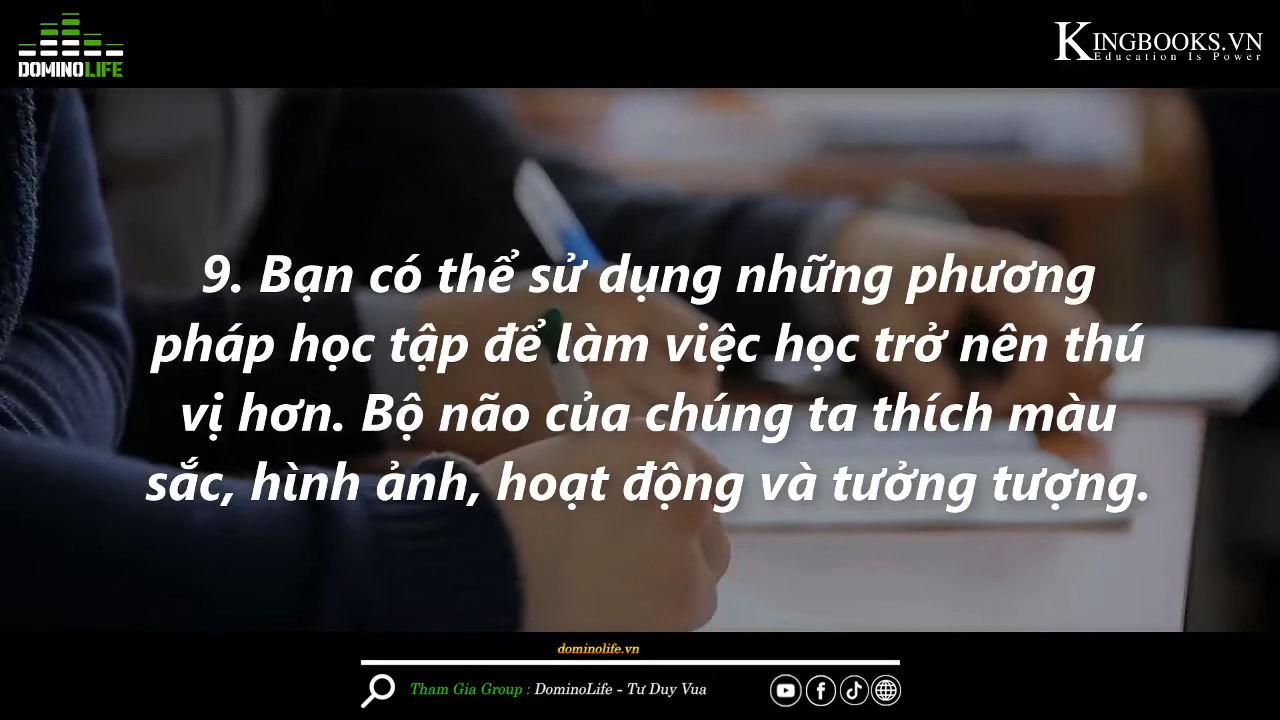 DOMINOLIFE
KINGBOOKS.VN
Education Is Power
9. Bạn có thể sử dụng những phương
pháp học tập để làm việc học trở nên thú
vị hơn. Bộ não của chúng ta thích màu
sắc, hình ảnh, hoạt động và tưởng tượng.
dominolife.vn
Tham Gia Group : DominoLife - Tư Duy Vua